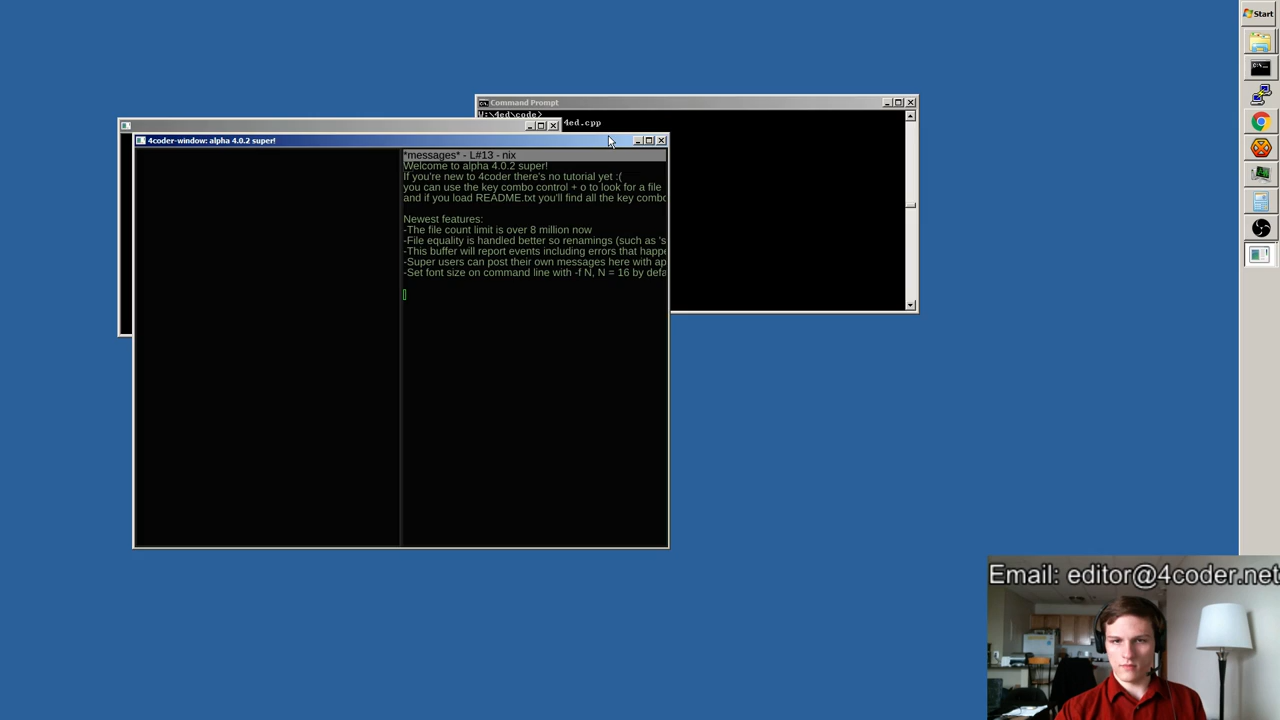 Start
Command Prompt
V:\4ed\code>
4ed.cpp
4coder-window: alpha 4.0.2 super!
*messages* - L#13 - nix
Welcome to alpha 4.0.2 super!
If you're new to 4coder there's no tutorial yet :(
you can use the key combo control + o to look for a file
and if you load README.txt you'll find all the key combo
Newest features:
-The file count limit is over 8 million now
-File equality is handled better so renamings (such as 's
-This buffer will report events including errors that happe
-Super users can post their own messages here with ap
-Set font size on command line with -f N, N = 16 by defa
Email: editor@4coder.net